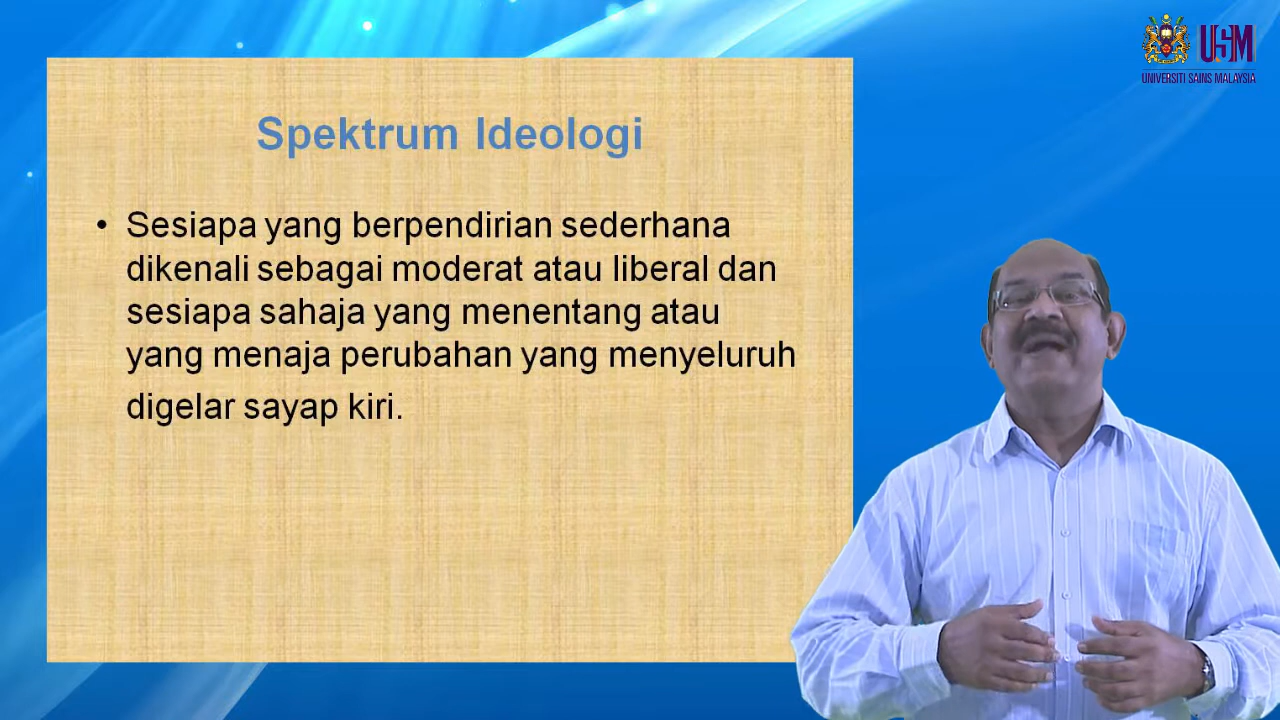 USM
UNIVERSITI SAINS MALAYSIA
Spektrum Ideologi
• Sesiapa yang berpendirian sederhana
dikenali sebagai moderat atau liberal dan
sesiapa sahaja yang menentang atau
yang menaja perubahan yang menyeluruh
digelar sayap kiri.